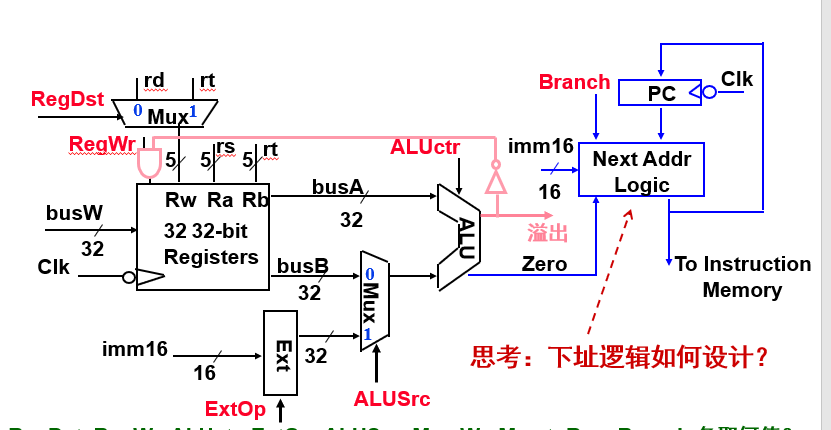 rd rt
RegDst
0 Mux 1
RegWr
5 5 rs 5 rt
ALUctr
Branch
PC Clk
imm16
16
Next Addr
Logic
Rw Ra Rb
busA
32
busW
32
32 32-bit
Registers
Clk
busB
32
0
Mux
1
ALU
溢出
Zero
To Instruction
Memory
imm16
16
Ext
32
ExtOp
ALUSrc
思考：下址逻辑如何设计？